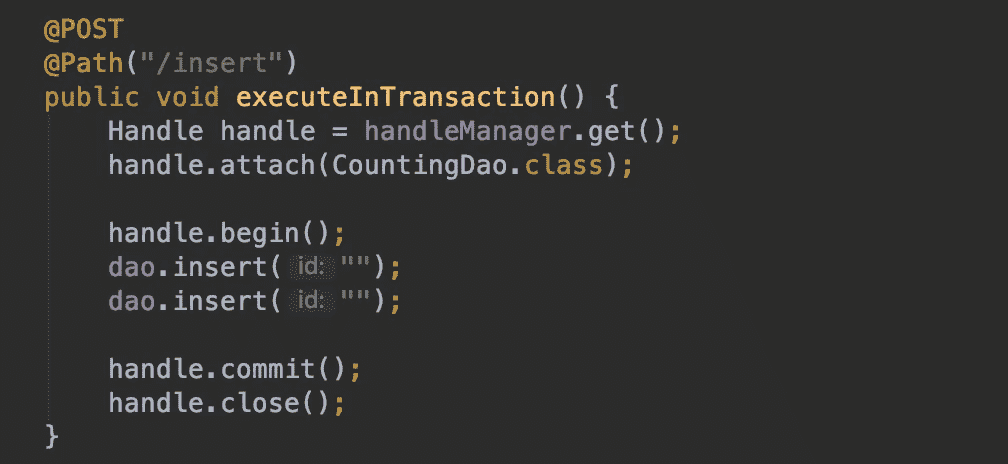 @POST
@Path("/insert")
public void executeInTransaction() {
    Handle handle = handleManager.get();
    handle.attach(CountingDao.class);

    handle.begin();
    dao.insert( id: "");
    dao.insert( id: "");

    handle.commit();
    handle.close();
}